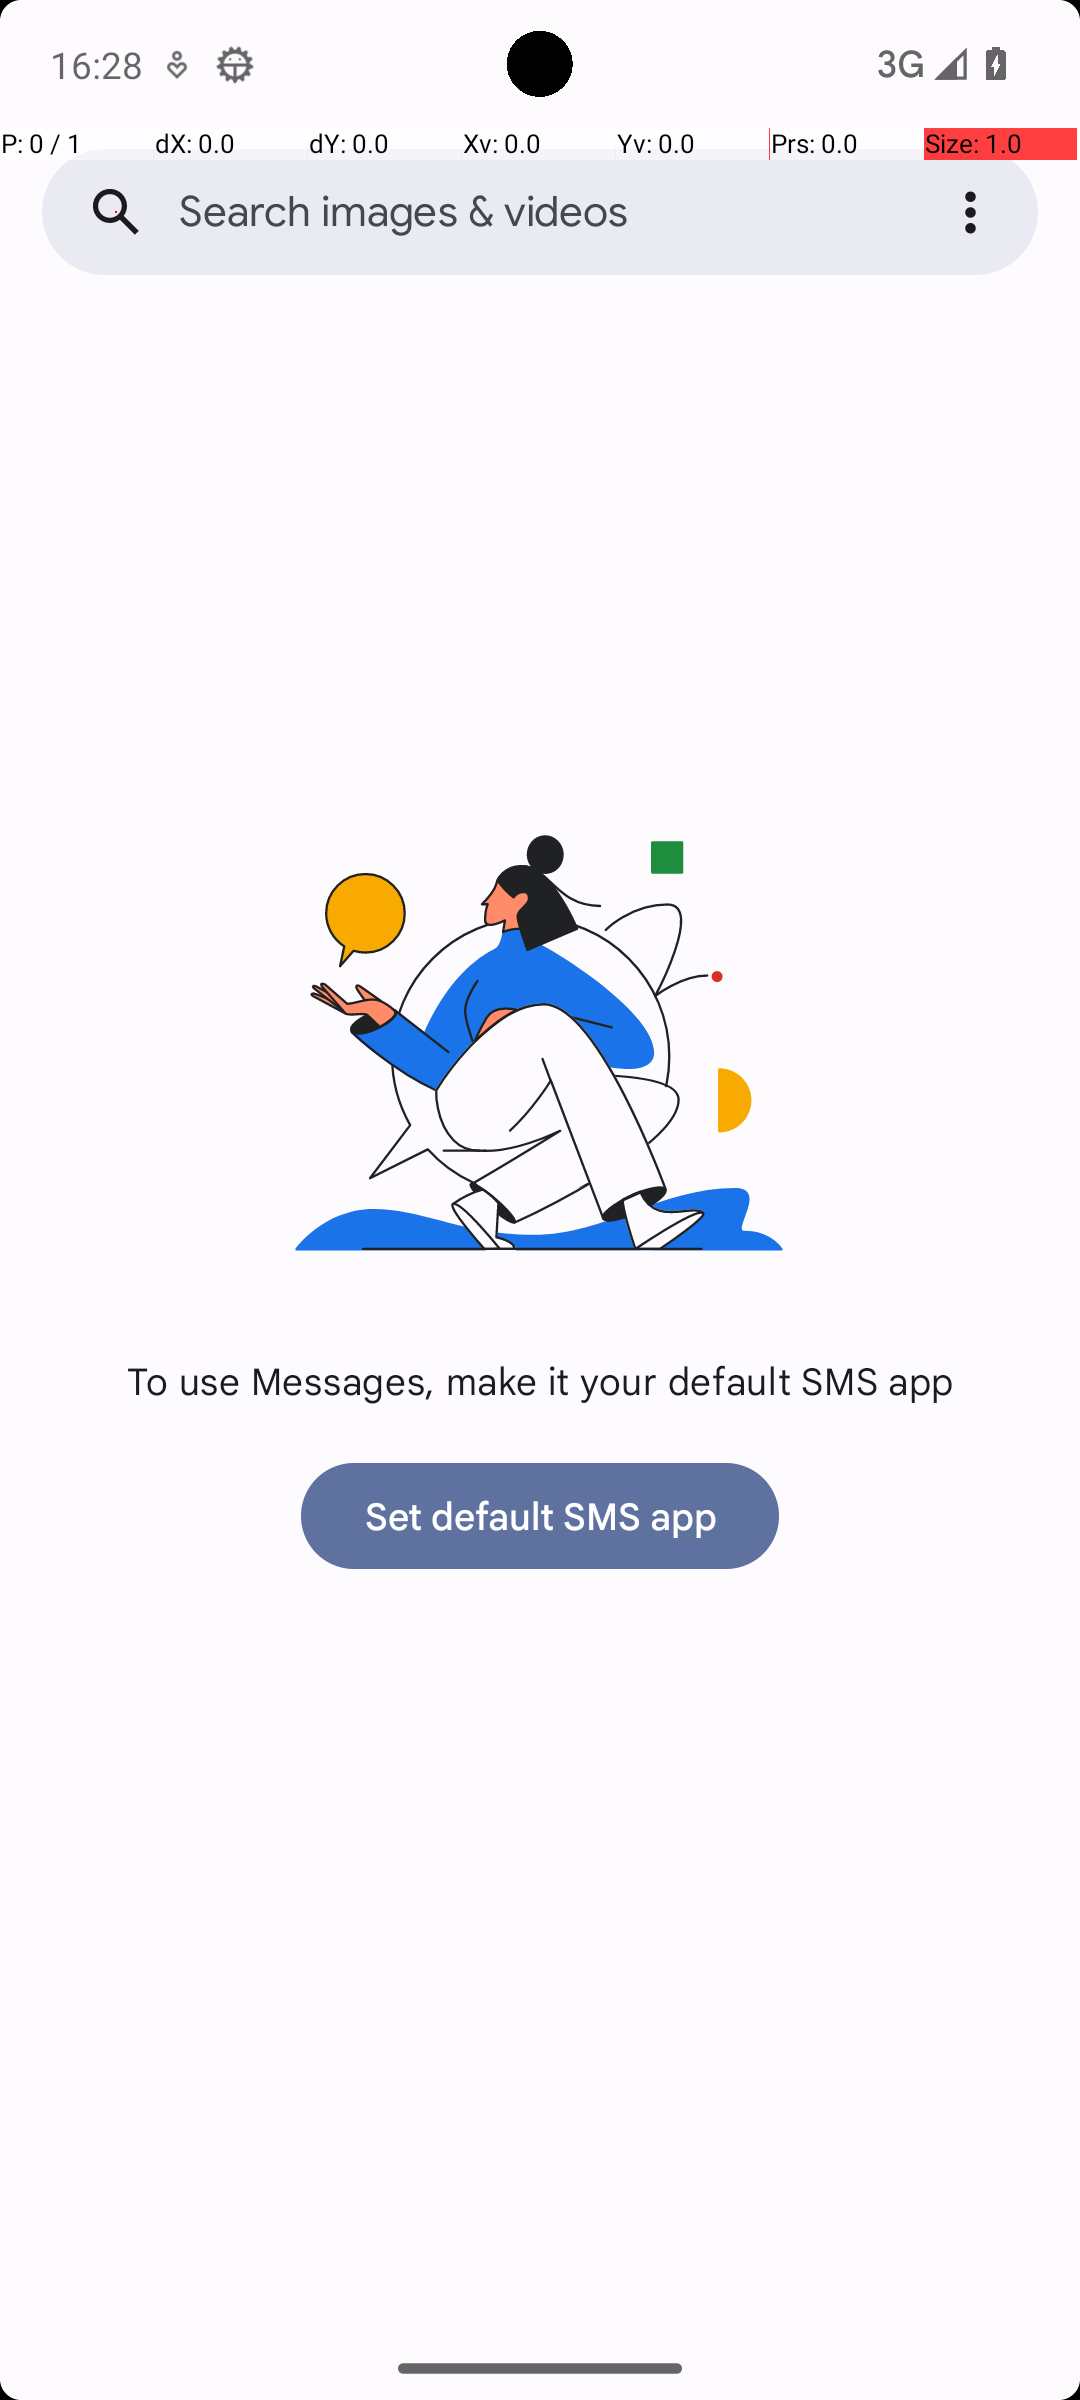 16:28
3G
P: 0 / 1 dX: 0.0 dY: 0.0 Xv: 0.0 Yv: 0.0 Prs: 0.0 Size: 1.0
Search images & videos
To use Messages, make it your default SMS app
Set default SMS app